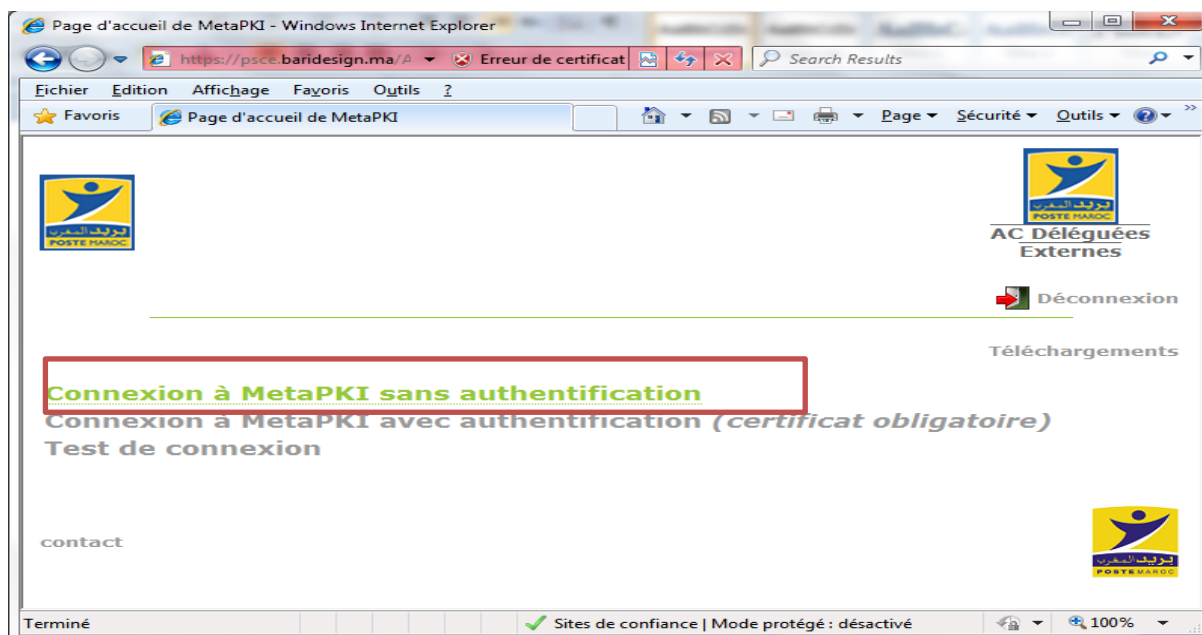 Page d'accueil de MetaPKI - Windows Internet Explorer
https://psce.baridesign.ma/A Erreur de certificat Search Results
Fichier Edition Affichage Favoris Outils ?
Favoris Page d'accueil de MetaPKI Page Sécurité Outils
بريد المغرب
POSTE MAROC
بريد المغرب
POSTE MAROC
AC Déléguées
Externes
Déconnexion
Téléchargements
Connexion à MetaPKI sans authentification
Connexion à MetaPKI avec authentification (certificat obligatoire)
Test de connexion
contact
بريد المغرب
POSTE MAROC
Terminé Sites de confiance | Mode protégé : désactivé 100%